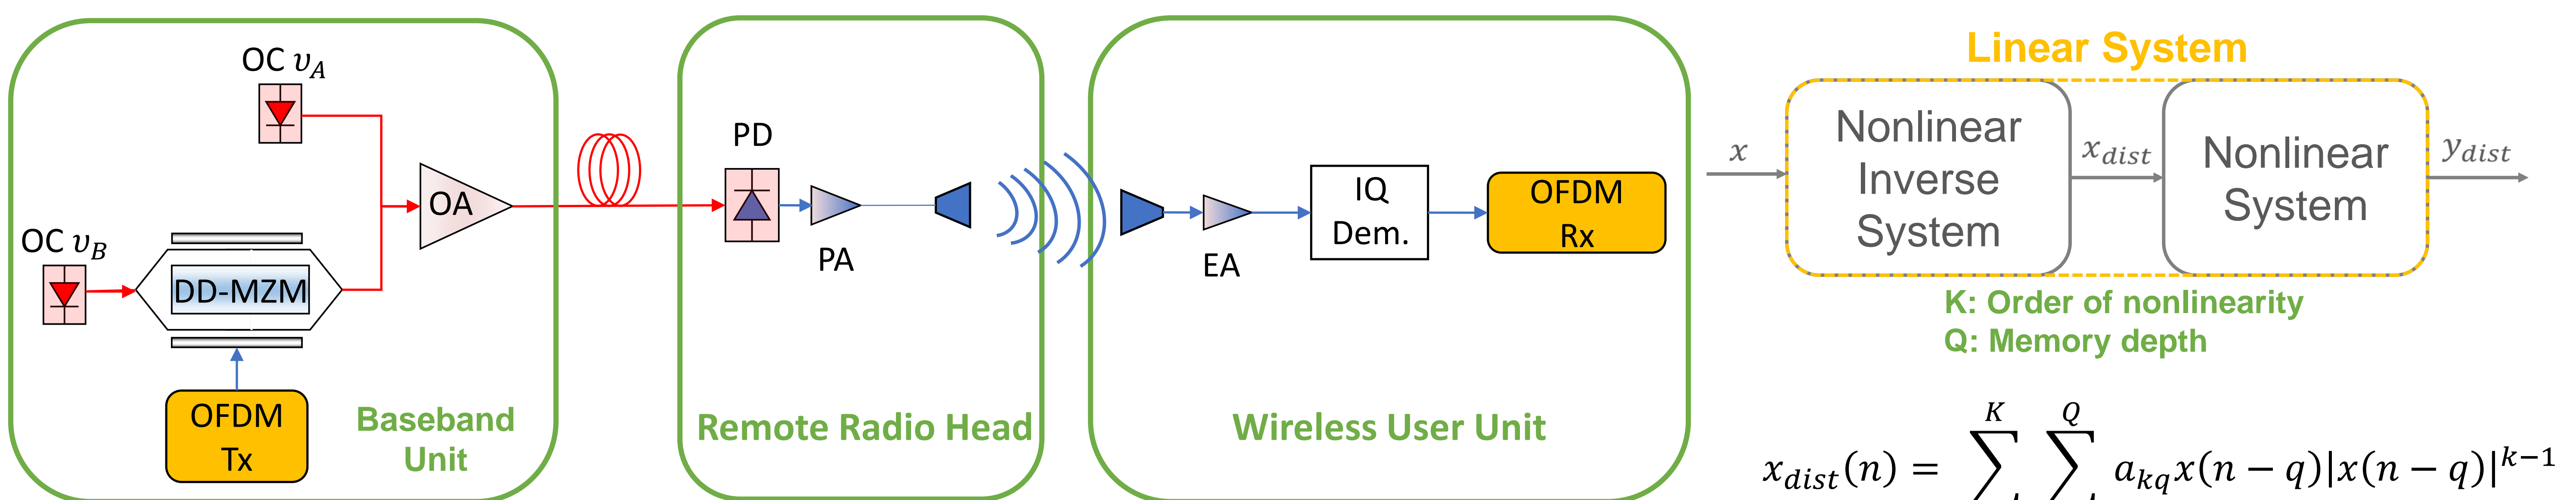 OC υ_A
OC υ_B
DD-MZM
OA
OFDM
Tx
Baseband
Unit
PD
PA
Remote Radio Head
EA
IQ
Dem.
OFDM
Rx
Wireless User Unit
Linear System
x
Nonlinear
Inverse
System
x_dist
Nonlinear
System
y_dist
K: Order of nonlinearity
Q: Memory depth
x_dist(n) = ∑^K ∑^Q a_kq x(n − q)|x(n − q)|^{k−1}